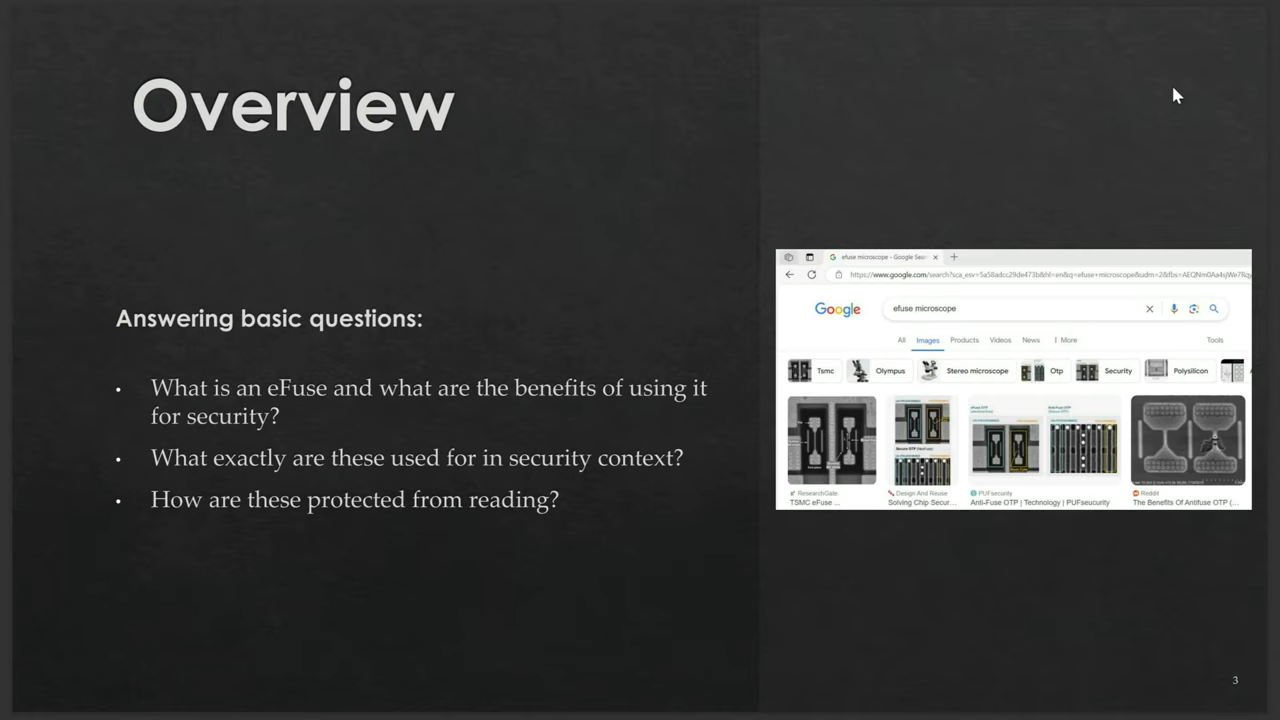 Overview
Answering basic questions:
• What is an eFuse and what are the benefits of using it
for security?
• What exactly are these used for in security context?
• How are these protected from reading?
efuse microscope - Google Sear
Google
efuse microscope
All Images Products Videos News More Tools
Tsmc Olympus Stereo microscope Otp Security Polysilicon
ResearchGate Design And Reuse PUFsecurity Reddit
TSMC eFuse ... Solving Chip Secur... Anti-Fuse OTP | Technology | PUFseucurity The Benefits Of Antifuse OTP (...
3